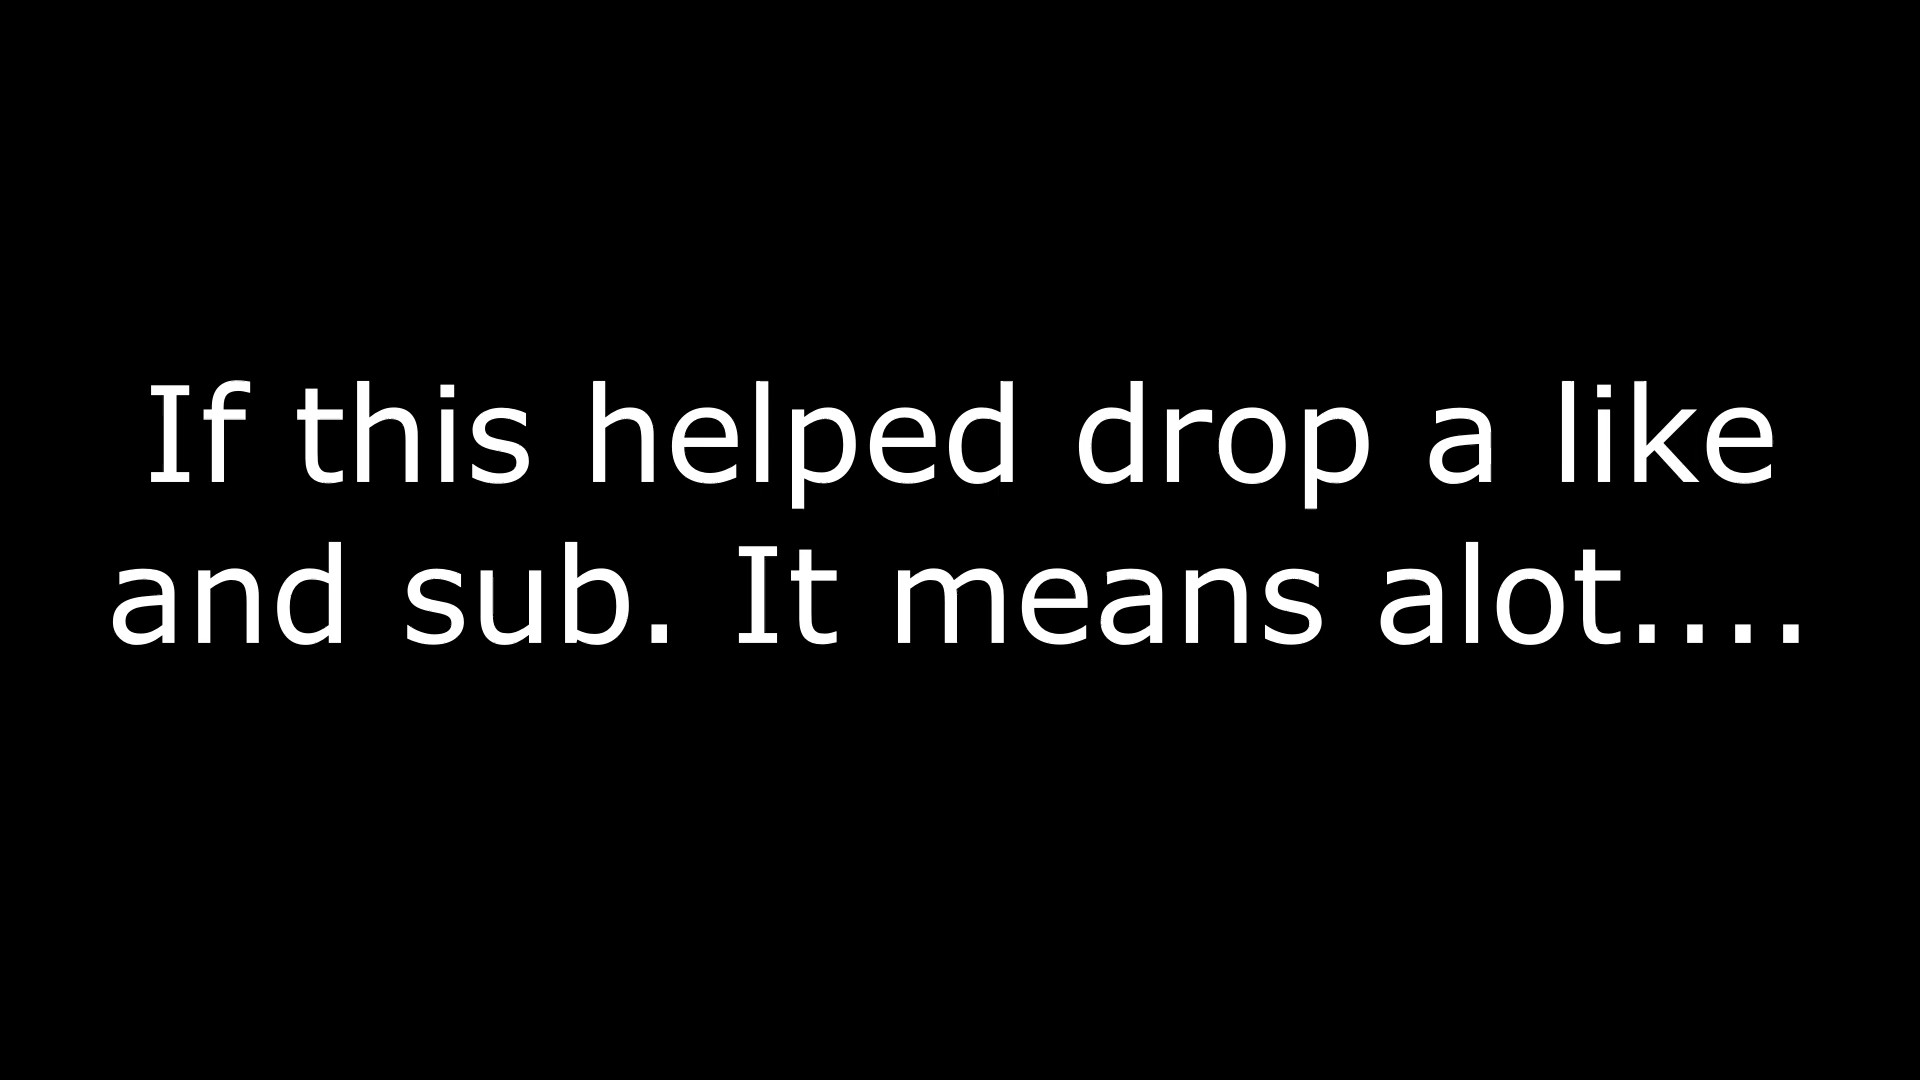 If this helped drop a like
and sub. It means alot....